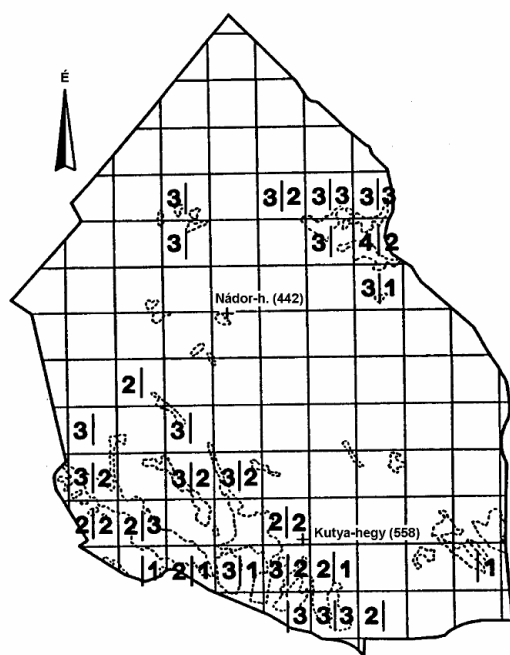 É
3| 3|2 3|3 3|3
3| 3| 4|2
3|1
Nádor-h. (442)
2|
3| 3|
3|2 3|2 3|2
2|2 2|3 2|2
Kutya-hegy (558)
|1 2|1 3|1 3|2 2|1 |1
|3 3|3 2|